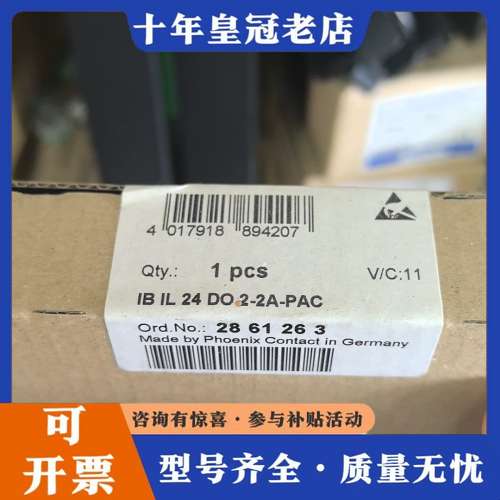 十年皇冠老店
4 017918 894207
Qty.: 1 pcs V/C:11
IB IL 24 DO 2-2A-PAC
Ord.No.: 28 61 26 3
Made by Phoenix Contact in Germany
咨询有惊喜·参与补贴活动
可开票
型号齐全·质量无忧